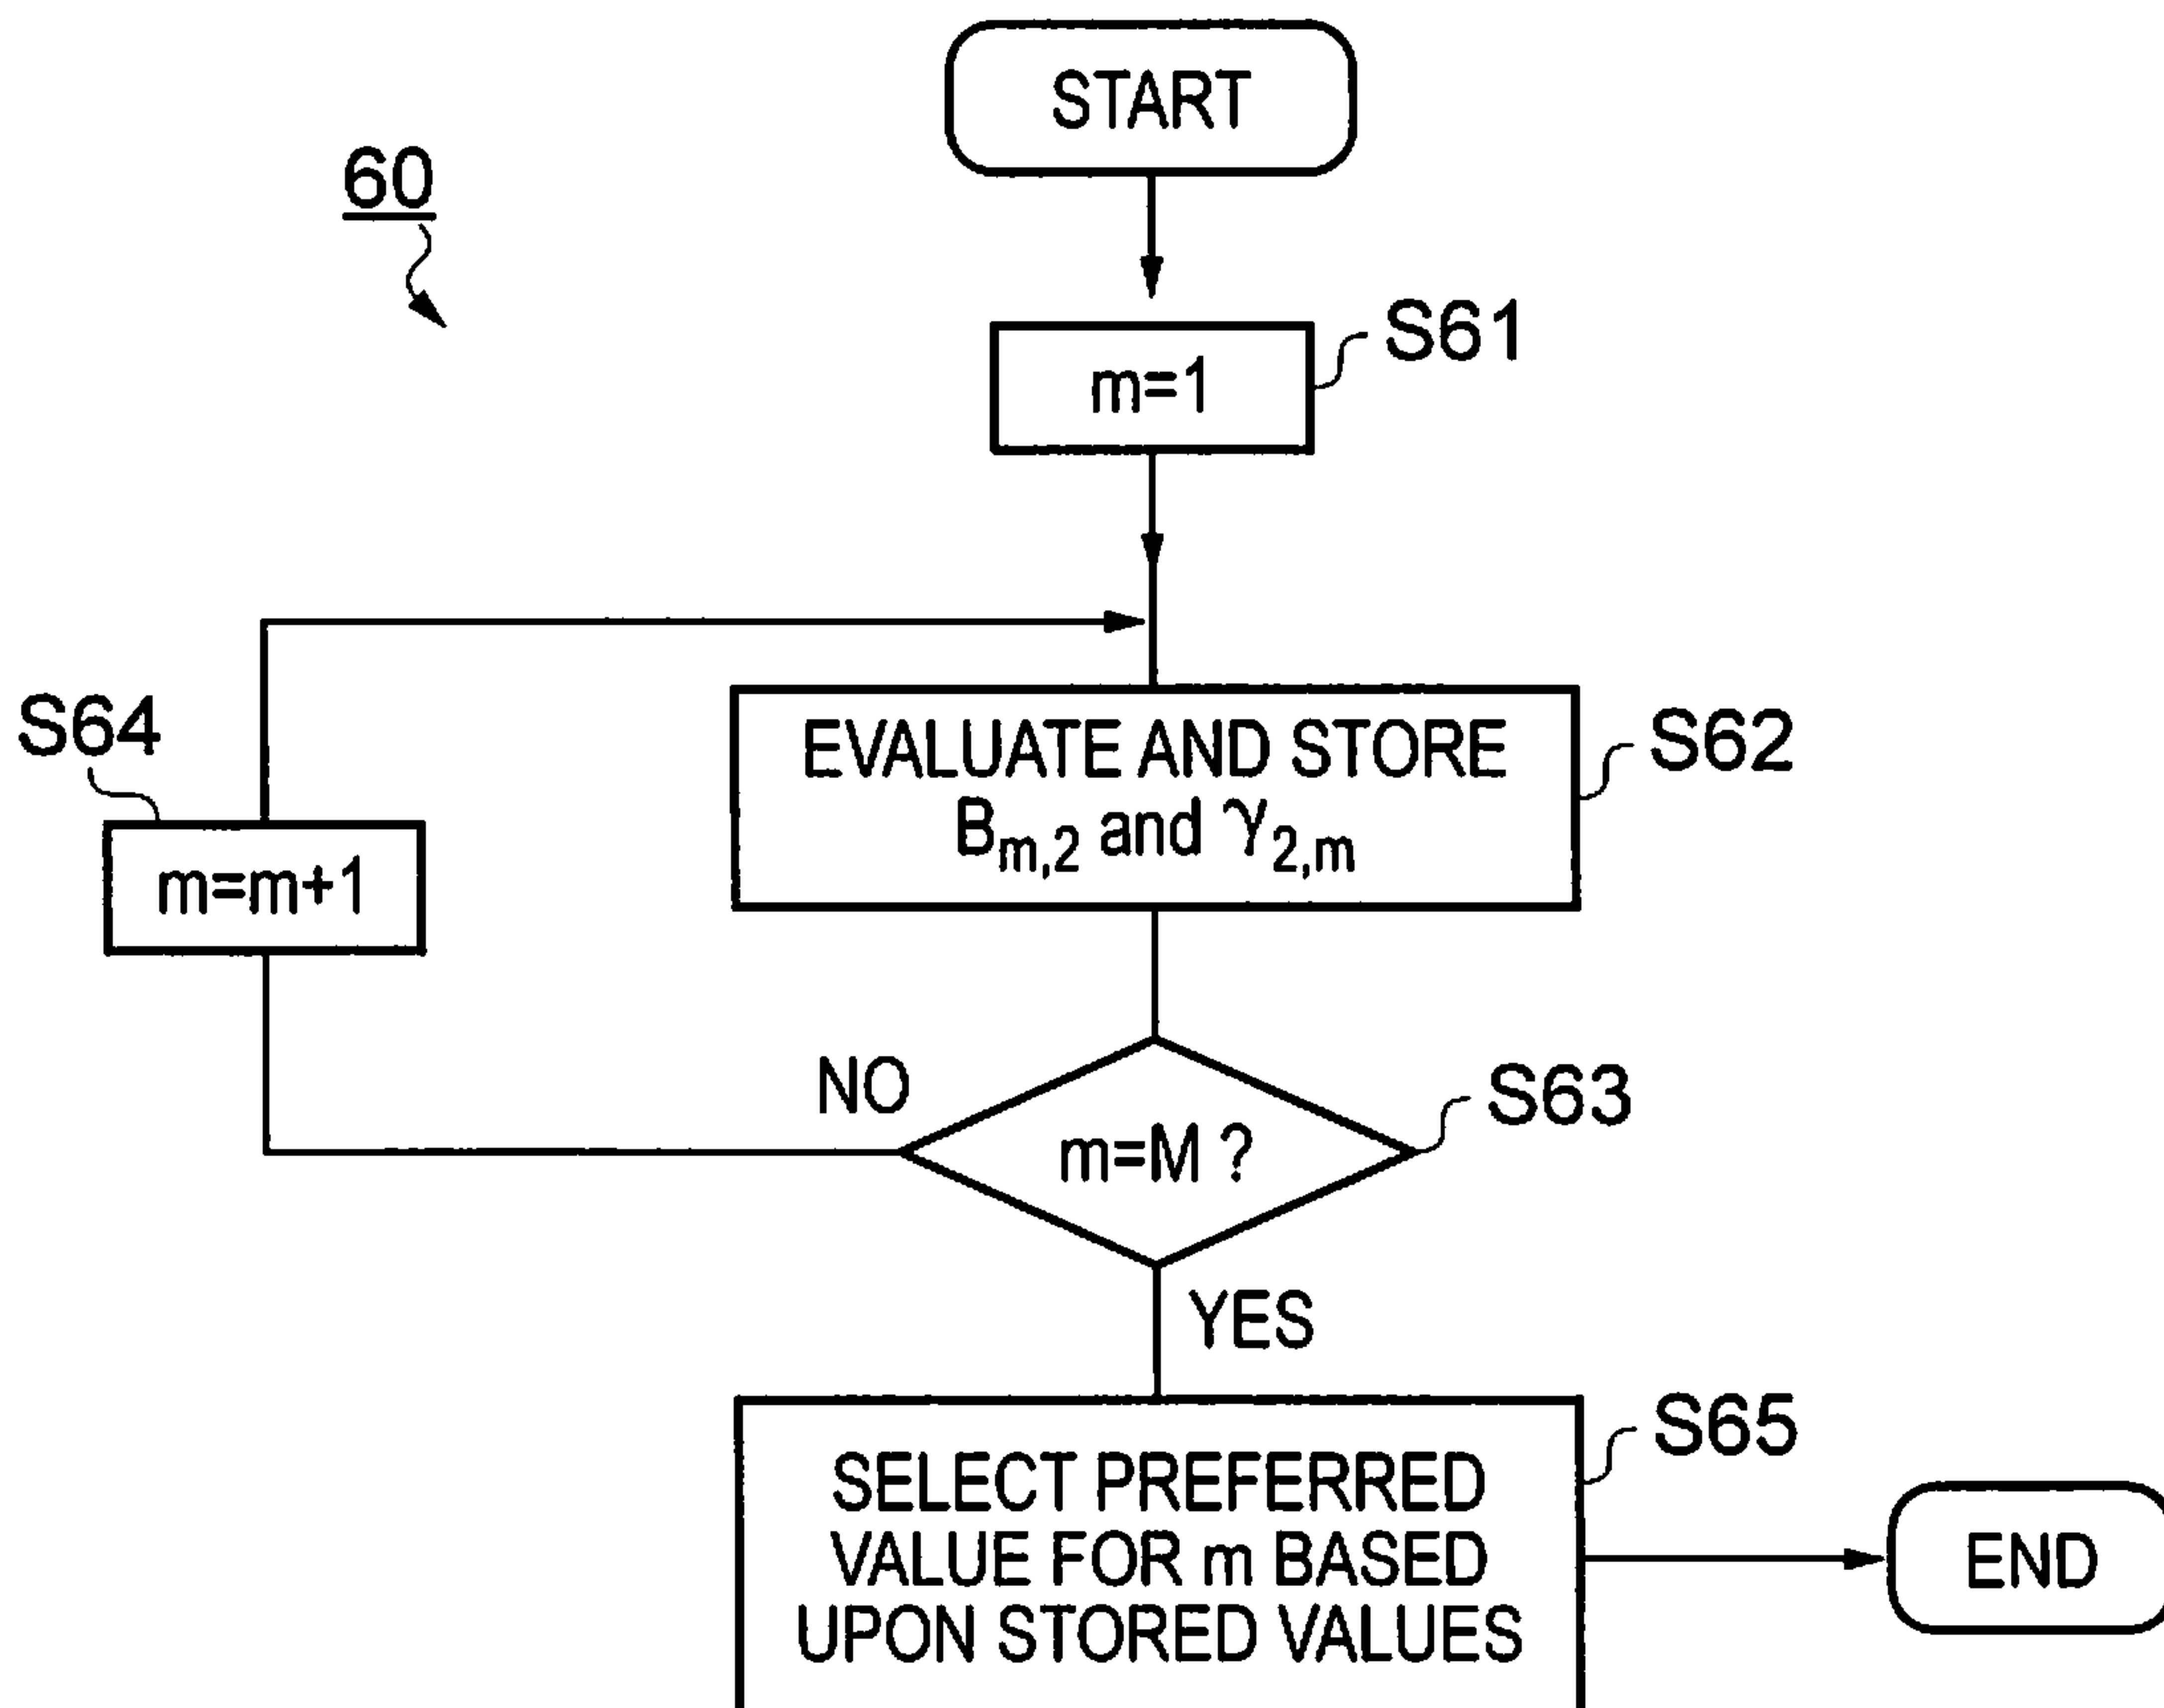 START
60
m=1
S61
S64
EVALUATE AND STORE
Bm,2 and γ2,m
S62
m=m+1
NO
m=M ?
S63
YES
SELECT PREFERRED
VALUE FOR m BASED
UPON STORED VALUES
S65
END